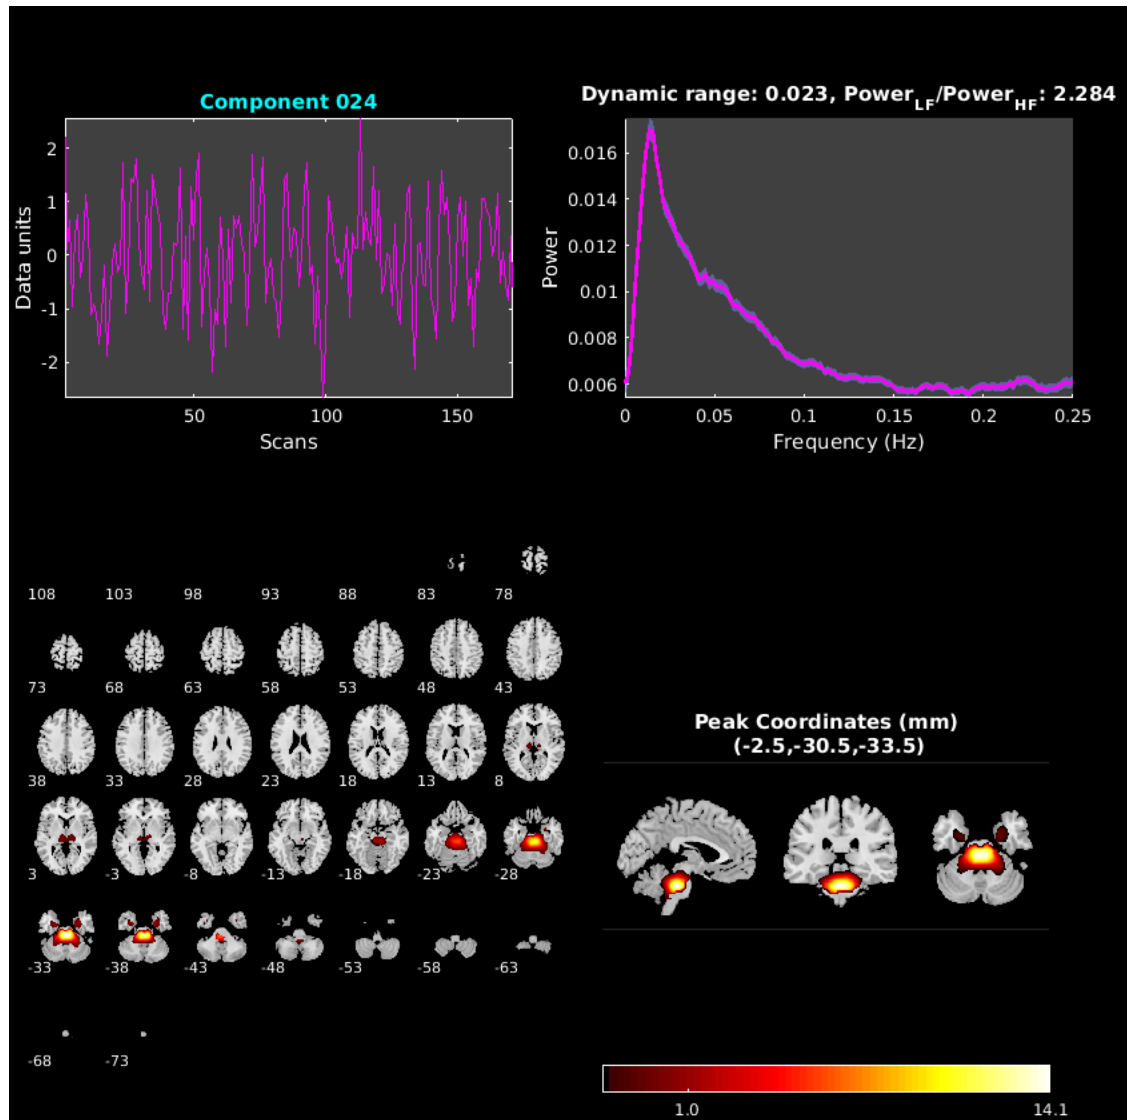 Component 024
Data units
2
1
0
-1
-2
50 100 150
Scans
Dynamic range: 0.023, Power_LF/Power_HF: 2.284
Power
0.016
0.014
0.012
0.01
0.008
0.006
0 0.05 0.1 0.15 0.2 0.25
Frequency (Hz)
108 103 98 93 88 83 78
73 68 63 58 53 48 43
38 33 28 23 18 13 8
3 -3 -8 -13 -18 -23 -28
-33 -38 -43 -48 -53 -58 -63
-68 -73
Peak Coordinates (mm)
(-2.5,-30.5,-33.5)
1.0 14.1